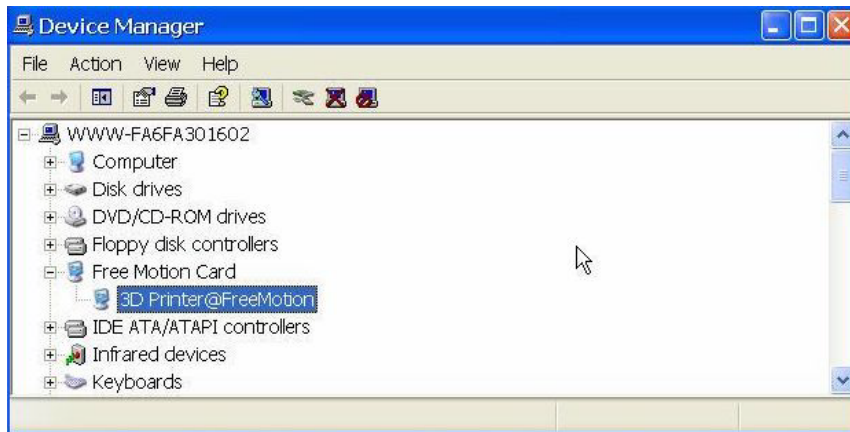 Device Manager
File Action View Help
WWW-FA6FA301602
Computer
Disk drives
DVD/CD-ROM drives
Floppy disk controllers
Free Motion Card
3D Printer@FreeMotion
IDE ATA/ATAPI controllers
Infrared devices
Keyboards